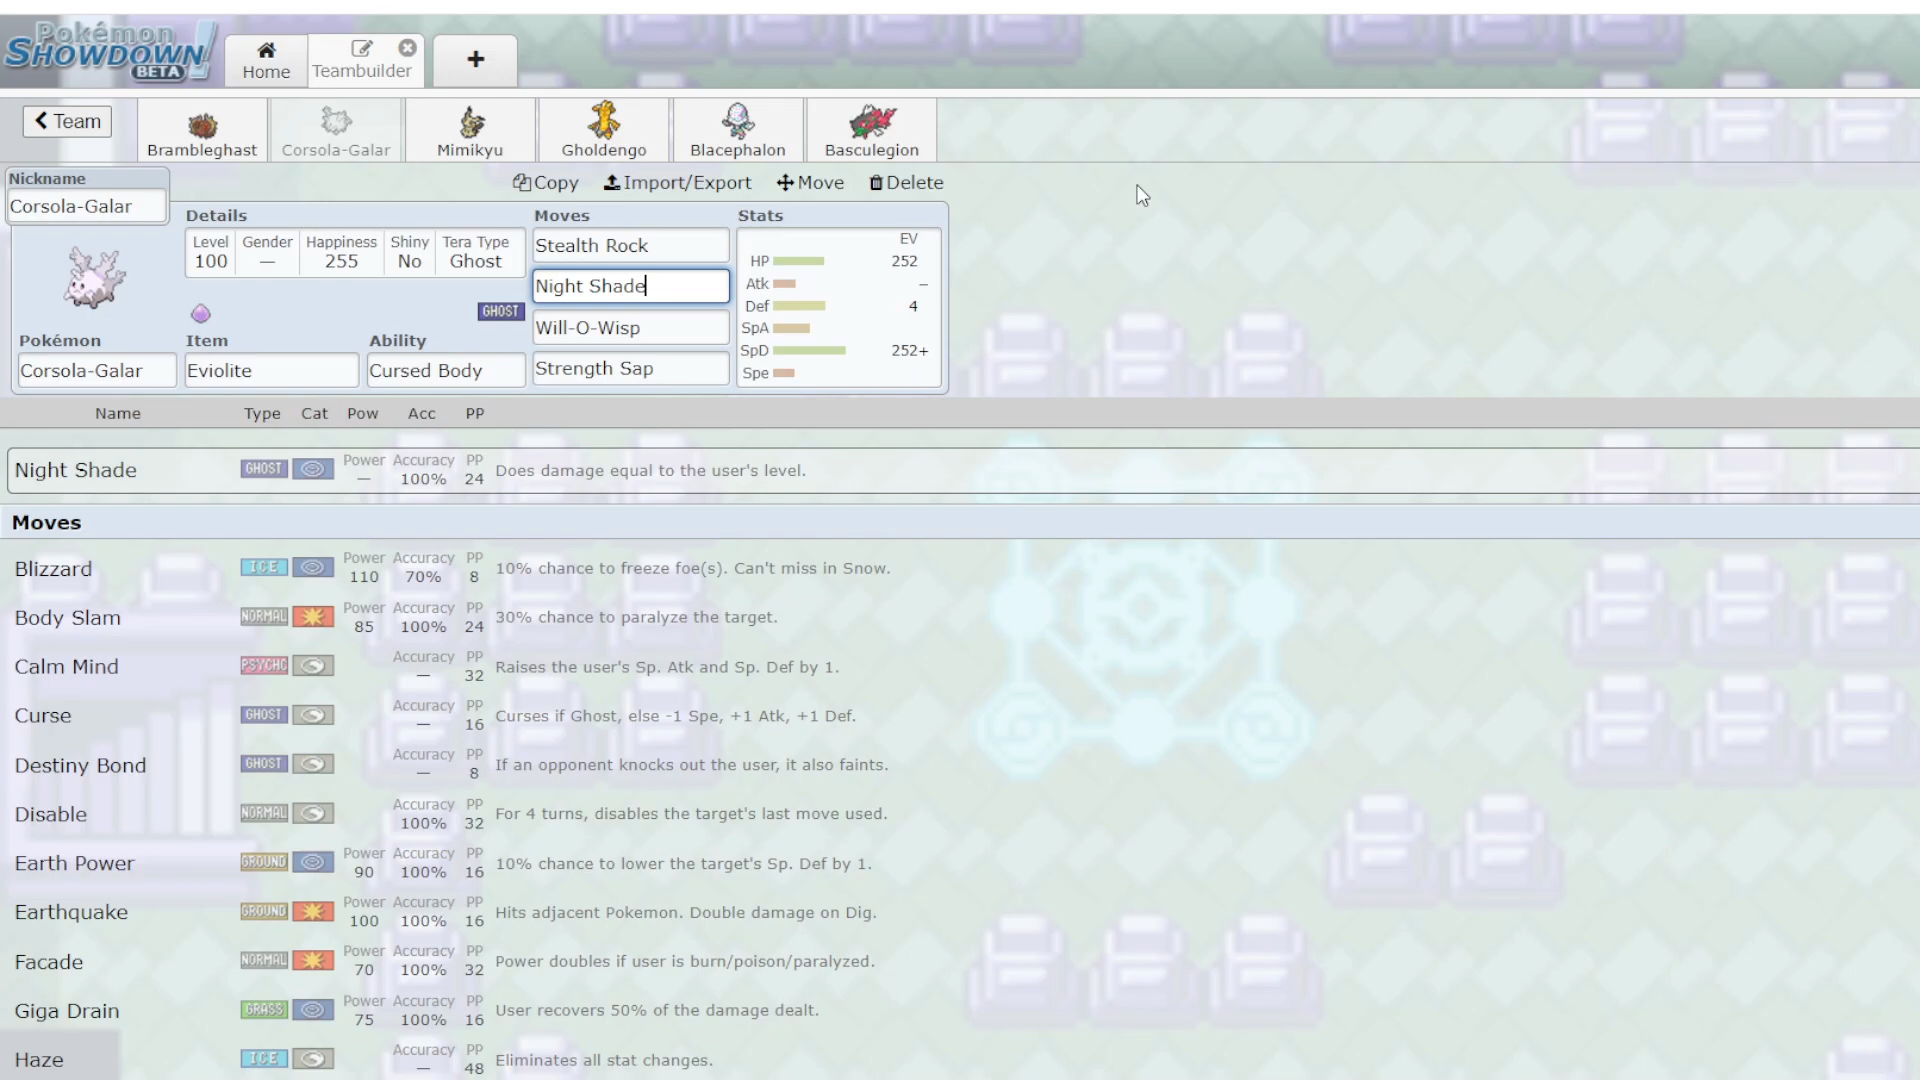 Pokémon
SHOWDOWN!
BETA
Home
Teambuilder
+
Team
Brambleghast
Corsola-Galar
Mimikyu
Gholdengo
Blacephalon
Basculegion
Copy
Import/Export
Move
Delete
Nickname
Corsola-Galar
Details
Level Gender Happiness Shiny Tera Type
100 — 255 No Ghost
GHOST
Pokémon Item Ability
Corsola-Galar Eviolite Cursed Body
Moves
Stealth Rock
Night Shade
Will-O-Wisp
Strength Sap
Stats
EV
HP 252
Atk –
Def 4
SpA
SpD 252+
Spe
Name Type Cat Pow Acc PP
Power Accuracy PP
Night Shade GHOST — 100% 24 Does damage equal to the user's level.
Moves
Power Accuracy PP
Blizzard ICE 110 70% 8 10% chance to freeze foe(s). Can't miss in Snow.
Power Accuracy PP
Body Slam NORMAL 85 100% 24 30% chance to paralyze the target.
Accuracy PP
Calm Mind PSYCHC — 32 Raises the user's Sp. Atk and Sp. Def by 1.
Accuracy PP
Curse GHOST — 16 Curses if Ghost, else -1 Spe, +1 Atk, +1 Def.
Accuracy PP
Destiny Bond GHOST — 8 If an opponent knocks out the user, it also faints.
Accuracy PP
Disable NORMAL 100% 32 For 4 turns, disables the target's last move used.
Power Accuracy PP
Earth Power GROUND 90 100% 16 10% chance to lower the target's Sp. Def by 1.
Power Accuracy PP
Earthquake GROUND 100 100% 16 Hits adjacent Pokemon. Double damage on Dig.
Power Accuracy PP
Facade NORMAL 70 100% 32 Power doubles if user is burn/poison/paralyzed.
Power Accuracy PP
Giga Drain GRASS 75 100% 16 User recovers 50% of the damage dealt.
Accuracy PP
Haze ICE — 48 Eliminates all stat changes.